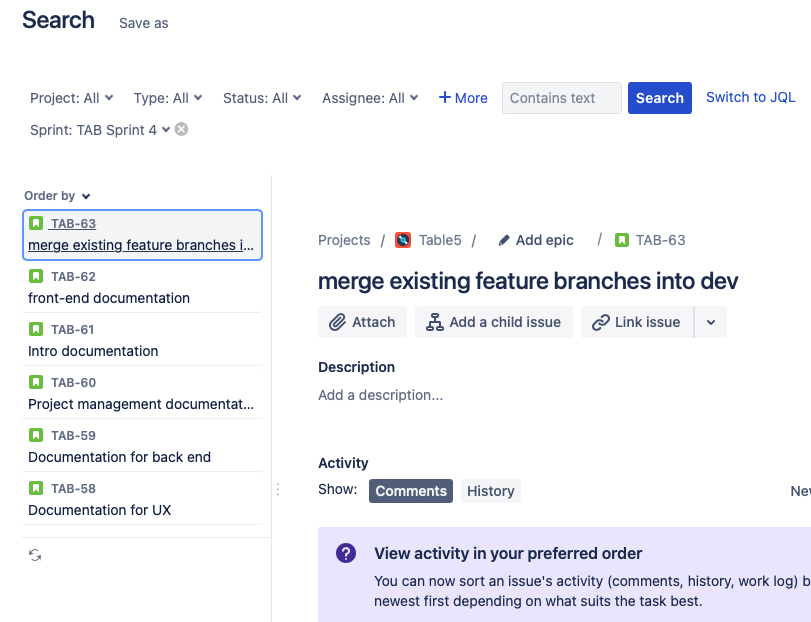 Search Save as
Project: All Type: All Status: All Assignee: All + More Contains text Search Switch to JQL
Sprint: TAB Sprint 4
Order by
TAB-63
merge existing feature branches i...
TAB-62
front-end documentation
TAB-61
Intro documentation
TAB-60
Project management documentat...
TAB-59
Documentation for back end
TAB-58
Documentation for UX
Projects / Table5 / Add epic / TAB-63
merge existing feature branches into dev
Attach Add a child issue Link issue
Description
Add a description...
Activity
Show: Comments History
View activity in your preferred order
You can now sort an issue's activity (comments, history, work log)
newest first depending on what suits the task best.